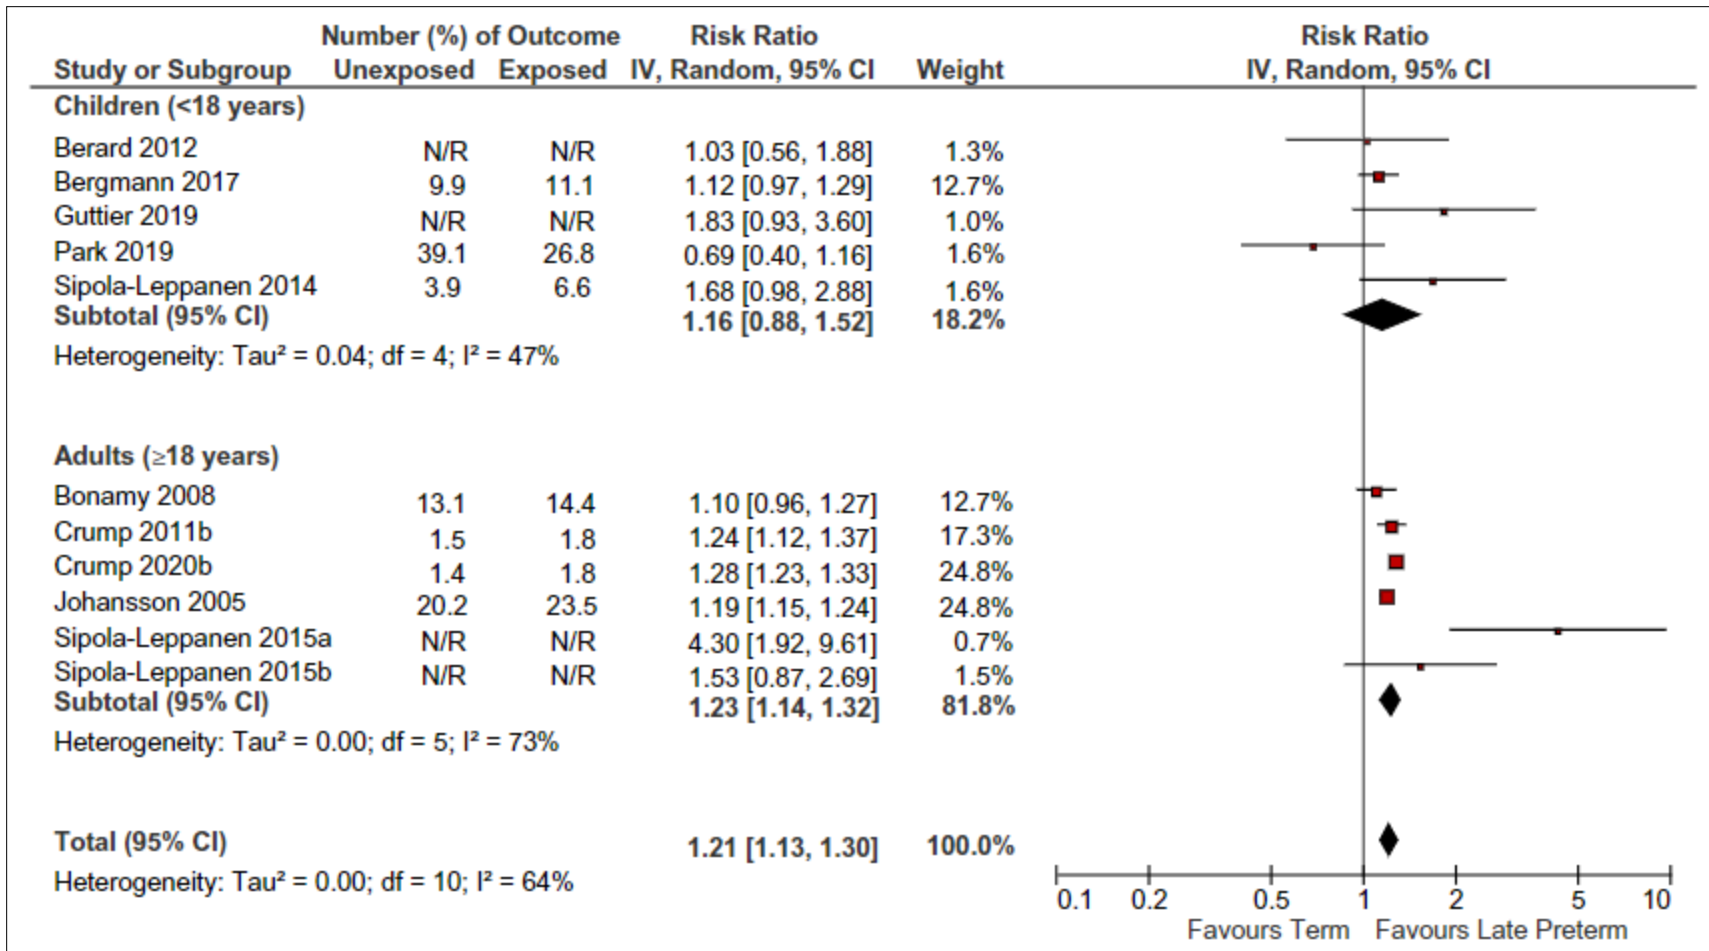 Number (%) of Outcome Risk Ratio Risk Ratio
Study or Subgroup Unexposed Exposed IV, Random, 95% CI Weight IV, Random, 95% CI
Children (<18 years)
Berard 2012 N/R N/R 1.03 [0.56, 1.88] 1.3%
Bergmann 2017 9.9 11.1 1.12 [0.97, 1.29] 12.7%
Guttier 2019 N/R N/R 1.83 [0.93, 3.60] 1.0%
Park 2019 39.1 26.8 0.69 [0.40, 1.16] 1.6%
Sipola-Leppanen 2014 3.9 6.6 1.68 [0.98, 2.88] 1.6%
Subtotal (95% CI) 1.16 [0.88, 1.52] 18.2%
Heterogeneity: Tau² = 0.04; df = 4; I² = 47%
Adults (≥18 years)
Bonamy 2008 13.1 14.4 1.10 [0.96, 1.27] 12.7%
Crump 2011b 1.5 1.8 1.24 [1.12, 1.37] 17.3%
Crump 2020b 1.4 1.8 1.28 [1.23, 1.33] 24.8%
Johansson 2005 20.2 23.5 1.19 [1.15, 1.24] 24.8%
Sipola-Leppanen 2015a N/R N/R 4.30 [1.92, 9.61] 0.7%
Sipola-Leppanen 2015b N/R N/R 1.53 [0.87, 2.69] 1.5%
Subtotal (95% CI) 1.23 [1.14, 1.32] 81.8%
Heterogeneity: Tau² = 0.00; df = 5; I² = 73%
Total (95% CI) 1.21 [1.13, 1.30] 100.0%
Heterogeneity: Tau² = 0.00; df = 10; I² = 64%
0.1 0.2 0.5 1 2 5 10
Favours Term Favours Late Preterm